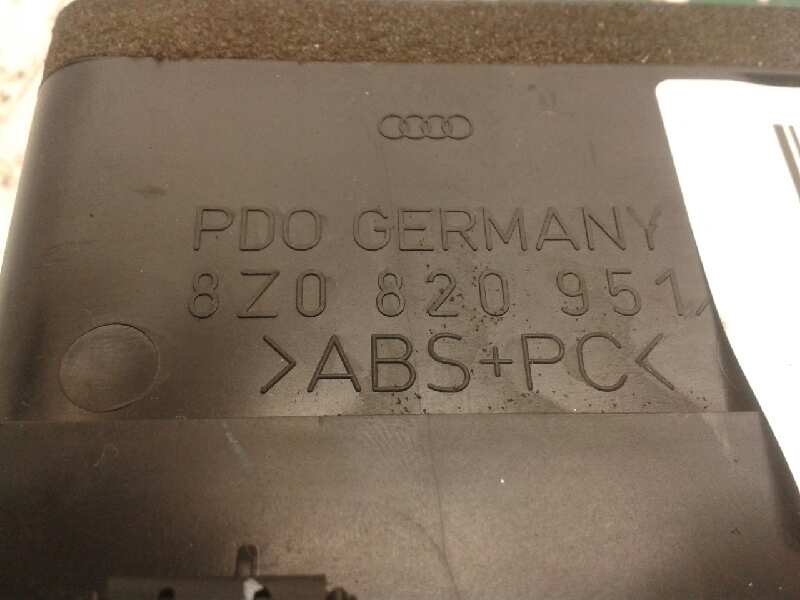 PDO GERMANY
8Z0 820 951
>ABS+PC<